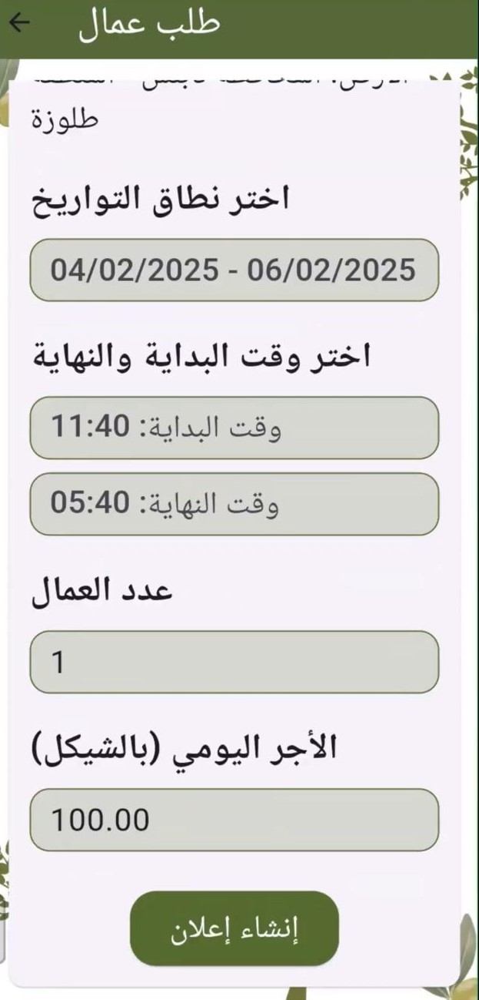 طلب عمال
طلوزة
اختر نطاق التواريخ
04/02/2025 - 06/02/2025
اختر وقت البداية والنهاية
وقت البداية: 11:40
وقت النهاية: 05:40
عدد العمال
1
الأجر اليومي (بالشيكل)
100.00
إنشاء إعلان